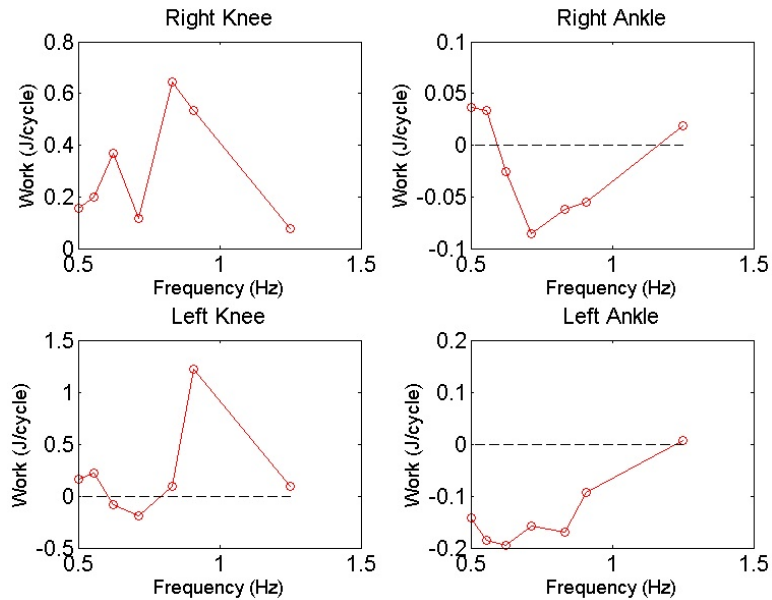 Right Knee
0.8
0.6
0.4
0.2
0
Work (J/cycle)
0.5
1
1.5
Frequency (Hz)
Right Ankle
0.1
0.05
0
-0.05
-0.1
Work (J/cycle)
0.5
1
1.5
Frequency (Hz)
Left Knee
1.5
1
0.5
0
-0.5
Work (J/cycle)
0.5
1
1.5
Frequency (Hz)
Left Ankle
0.2
0.1
0
-0.1
-0.2
Work (J/cycle)
0.5
1
1.5
Frequency (Hz)